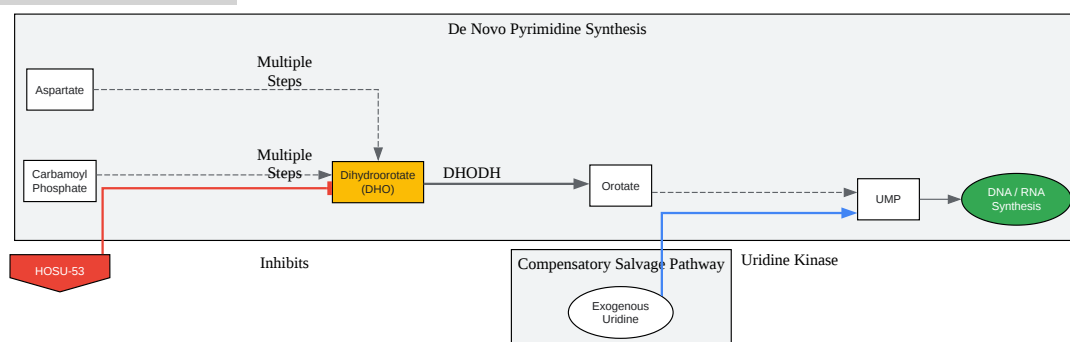 De Novo Pyrimidine Synthesis
Multiple
Steps
Aspartate
Multiple
Steps
Carbamoyl
Phosphate
Dihydroorotate
(DHO)
DHODH
Orotate
UMP
DNA / RNA
Synthesis
HOSU-53
Inhibits
Compensatory Salvage Pathway
Uridine Kinase
Exogenous
Uridine